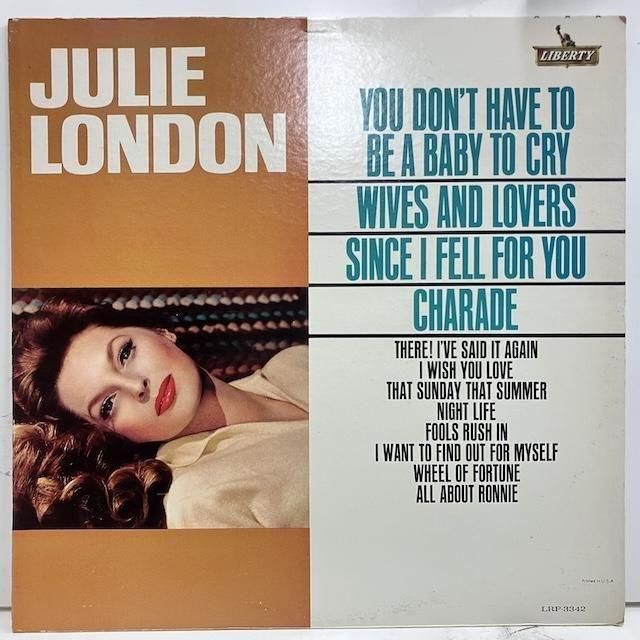 JULIE
LONDON
LIBERTY
YOU DON'T HAVE TO
BE A BABY TO CRY
WIVES AND LOVERS
SINCE I FELL FOR YOU
CHARADE
THERE! I'VE SAID IT AGAIN
I WISH YOU LOVE
THAT SUNDAY THAT SUMMER
NIGHT LIFE
FOOLS RUSH IN
I WANT TO FIND OUT FOR MYSELF
WHEEL OF FORTUNE
ALL ABOUT RONNIE
Printed in U.S.A.
LRP-3342